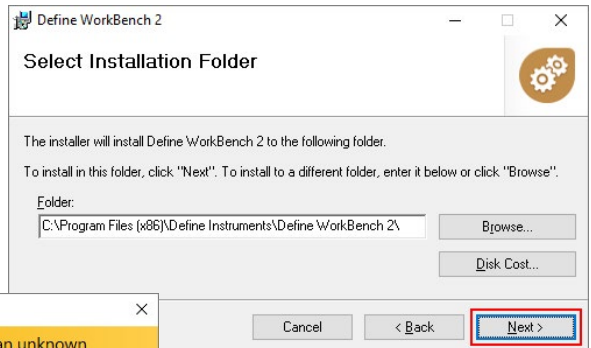 Define WorkBench 2
Select Installation Folder
The installer will install Define WorkBench 2 to the following folder.
To install in this folder, click "Next". To install to a different folder, enter it below or click "Browse".
Folder:
C:\Program Files (x86)\Define Instruments\Define WorkBench 2\
Browse...
Disk Cost...
an unknown
Cancel
< Back
Next >